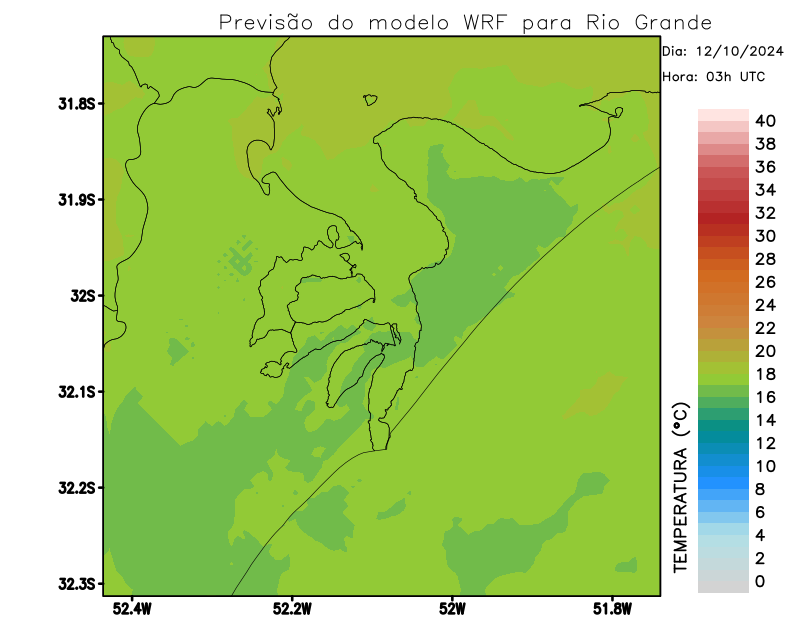 Previsão do modelo WRF para Rio Grande
Dia: 12/10/2024
Hora: 03h UTC
31.8S
31.9S
32S
32.1S
32.2S
32.3S
52.4W
52.2W
52W
51.8W
TEMPERATURA (°C)
40
38
36
34
32
30
28
26
24
22
20
18
16
14
12
10
8
6
4
2
0